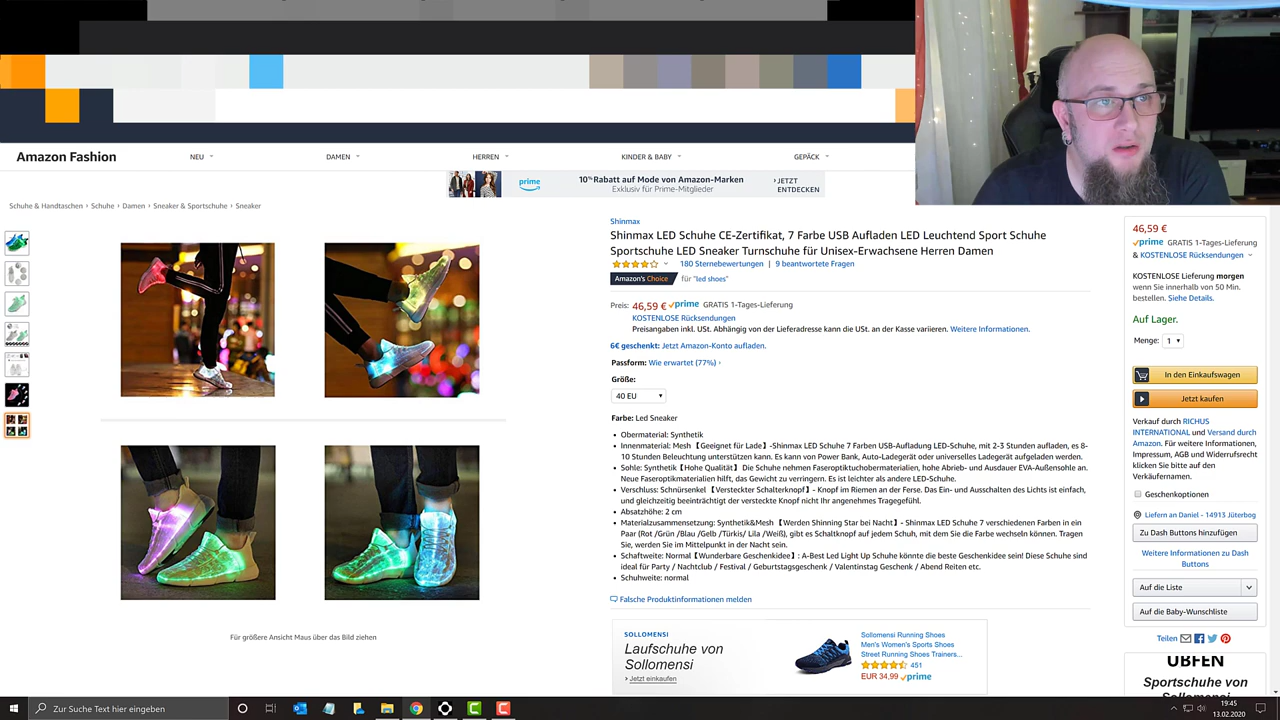 Amazon Fashion
NEU
DAMEN
HERREN
KINDER & BABY
GEPÄCK
prime
10% Rabatt auf Mode von Amazon-Marken
Exklusiv für Prime-Mitglieder
› JETZT
ENTDECKEN
Schuhe & Handtaschen › Schuhe › Damen › Sneaker & Sportschuhe › Sneaker
Für größere Ansicht Maus über das Bild ziehen
Shinmax
Shinmax LED Schuhe CE-Zertifikat, 7 Farbe USB Aufladen LED Leuchtend Sport Schuhe
Sportschuhe LED Sneaker Turnschuhe für Unisex-Erwachsene Herren Damen
180 Sternebewertungen | 9 beantwortete Fragen
Amazon's Choice für "led shoes"
Preis: 46,59 € prime GRATIS 1-Tages-Lieferung
KOSTENLOSE Rücksendungen
Preisangaben inkl. USt. Abhängig von der Lieferadresse kann die USt. an der Kasse variieren. Weitere Informationen.
6€ geschenkt: Jetzt Amazon-Konto aufladen.
Passform: Wie erwartet (77%) ›
Größe:
40 EU
Farbe: Led Sneaker
• Obermaterial: Synthetik
• Innenmaterial: Mesh【Geeignet für Lade】-Shinmax LED Schuhe 7 Farben USB-Aufladung LED-Schuhe, mit 2-3 Stunden aufladen, es 8-
10 Stunden Beleuchtung unterstützen kann. Es kann von Power Bank, Auto-Ladegerät oder universelles Ladegerät aufgeladen werden.
• Sohle: Synthetik【Hohe Qualität】Die Schuhe nehmen Faseroptiktuchobermaterialien, hohe Abrieb- und Ausdauer EVA-Außensohle an.
Neue Faseroptikmaterialien hilft, das Gewicht zu verringern. Es ist leichter als andere LED-Schuhe.
• Verschluss: Schnürsenkel【Versteckter Schalterknopf】- Knopf im Riemen an der Ferse. Das Ein- und Ausschalten des Lichts ist einfach,
und gleichzeitig beeinträchtigt der versteckte Knopf nicht Ihr angenehmes Tragegefühl.
• Absatzhöhe: 2 cm
• Materialzusammensetzung: Synthetik&Mesh【Werden Shinning Star bei Nacht】- Shinmax LED Schuhe 7 verschiedenen Farben in ein
Paar (Rot /Grün /Blau /Gelb /Türkis/ Lila /Weiß), gibt es Schaltknopf auf jedem Schuh, mit dem Sie die Farbe wechseln können. Tragen
Sie, werden Sie im Mittelpunkt in der Nacht sein.
• Schaftweite: Normal【Wunderbare Geschenkidee】: A-Best Led Light Up Schuhe könnte die beste Geschenkidee sein! Diese Schuhe sind
ideal für Party / Nachtclub / Festival / Geburtstagsgeschenk / Valentinstag Geschenk / Abend Reiten etc.
• Schuhweite: normal
Falsche Produktinformationen melden
SOLLOMENSI
Laufschuhe von
Sollomensi
› Jetzt einkaufen
Sollomensi Running Shoes
Men's Women's Sports Shoes
Street Running Shoes Trainers...
451
EUR 34,99 prime
46,59 €
prime GRATIS 1-Tages-Lieferung
& KOSTENLOSE Rücksendungen
KOSTENLOSE Lieferung morgen
wenn Sie innerhalb von 50 Min.
bestellen. Siehe Details.
Auf Lager.
Menge: 1
In den Einkaufswagen
Jetzt kaufen
Verkauf durch RICHUS
INTERNATIONAL und Versand durch
Amazon. Für weitere Informationen,
Impressum, AGB und Widerrufsrecht
klicken Sie bitte auf den
Verkäufernamen.
Geschenkoptionen
Liefern an Daniel - 14913 Jüterbog
Zu Dash Buttons hinzufügen
Weitere Informationen zu Dash
Buttons
Auf die Liste
Auf die Baby-Wunschliste
Teilen
UBFEN
Sportschuhe von
Sollomensi
Zur Suche Text hier eingeben
19:45
13.02.2020